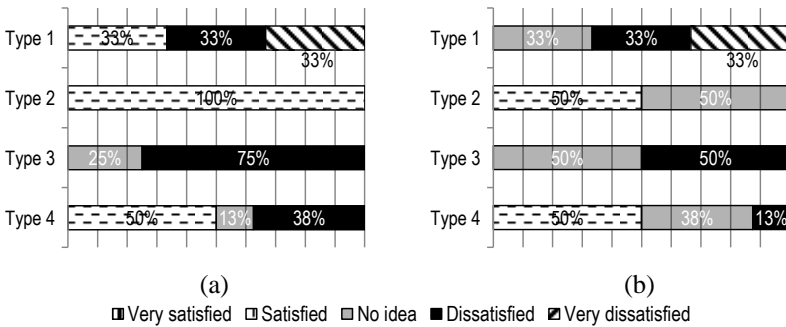 Type 1 33% 33% 33%
Type 2 100%
Type 3 25% 75%
Type 4 50% 13% 38%
(a)
Type 1 33% 33% 33%
Type 2 50% 50%
Type 3 50% 50%
Type 4 50% 38% 13%
(b)
Very satisfied Satisfied No idea Dissatisfied Very dissatisfied